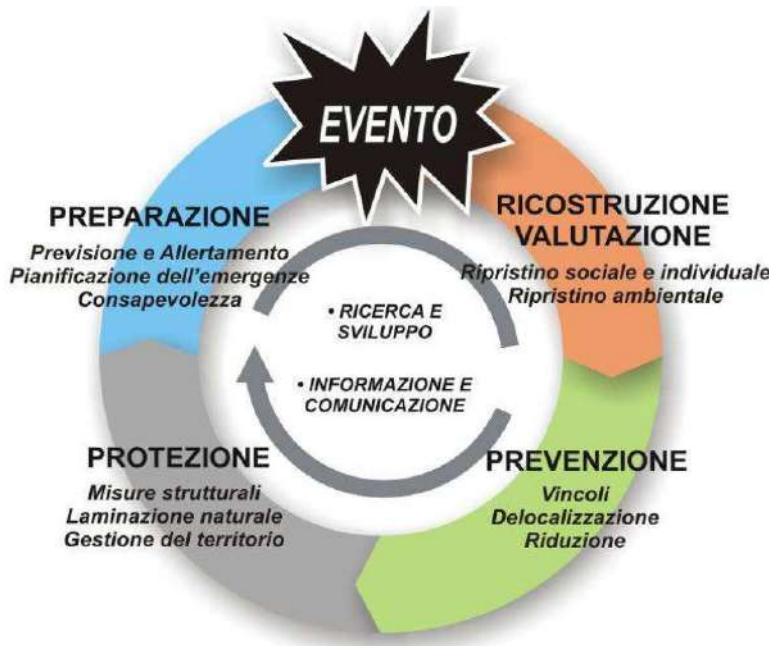 EVENTO
PREPARAZIONE
Previsione e Allertamento
Pianificazione dell'emergenze
Consapevolezza
RICOSTRUZIONE
VALUTAZIONE
Ripristino sociale e individuale
Ripristino ambientale
• RICERCA E
SVILUPPO
• INFORMAZIONE E
COMUNICAZIONE
PROTEZIONE
Misure strutturali
Laminazione naturale
Gestione del territorio
PREVENZIONE
Vincoli
Delocalizzazione
Riduzione